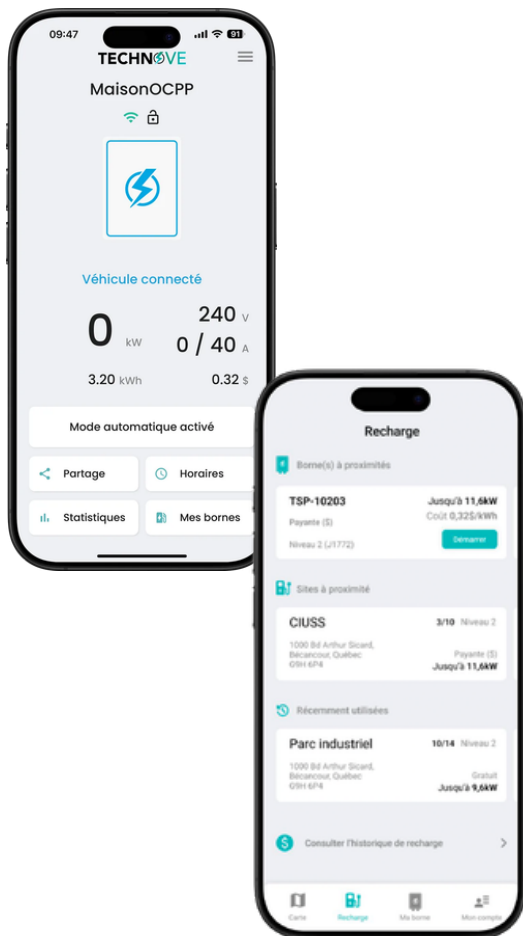 09:47
91
TECHNOVE
MaisonOCPP
Véhicule connecté
0 kW
240 V
0 / 40 A
3.20 kWh
0.32 $
Mode automatique activé
Partage
Horaires
Statistiques
Mes bornes
Recharge
Borne(s) à proximités
TSP-10203
Jusqu'à 11,6kW
Payante ($)
Coût 0,32$/kWh
Niveau 2 (J1772)
Démarrer
Sites à proximité
CIUSS
3/10 Niveau 2
1000 Bd Arthur Sicard,
Bécancour, Québec
G9H 6P4
Payante ($)
Jusqu'à 11,6kW
Récemment utilisées
Parc industriel
10/14 Niveau 2
1000 Bd Arthur Sicard,
Bécancour, Québec
G9H 6P4
Gratuit
Jusqu'à 9,6kW
$ Consulter l'historique de recharge
Carte
Recharge
Ma borne
Mon compte